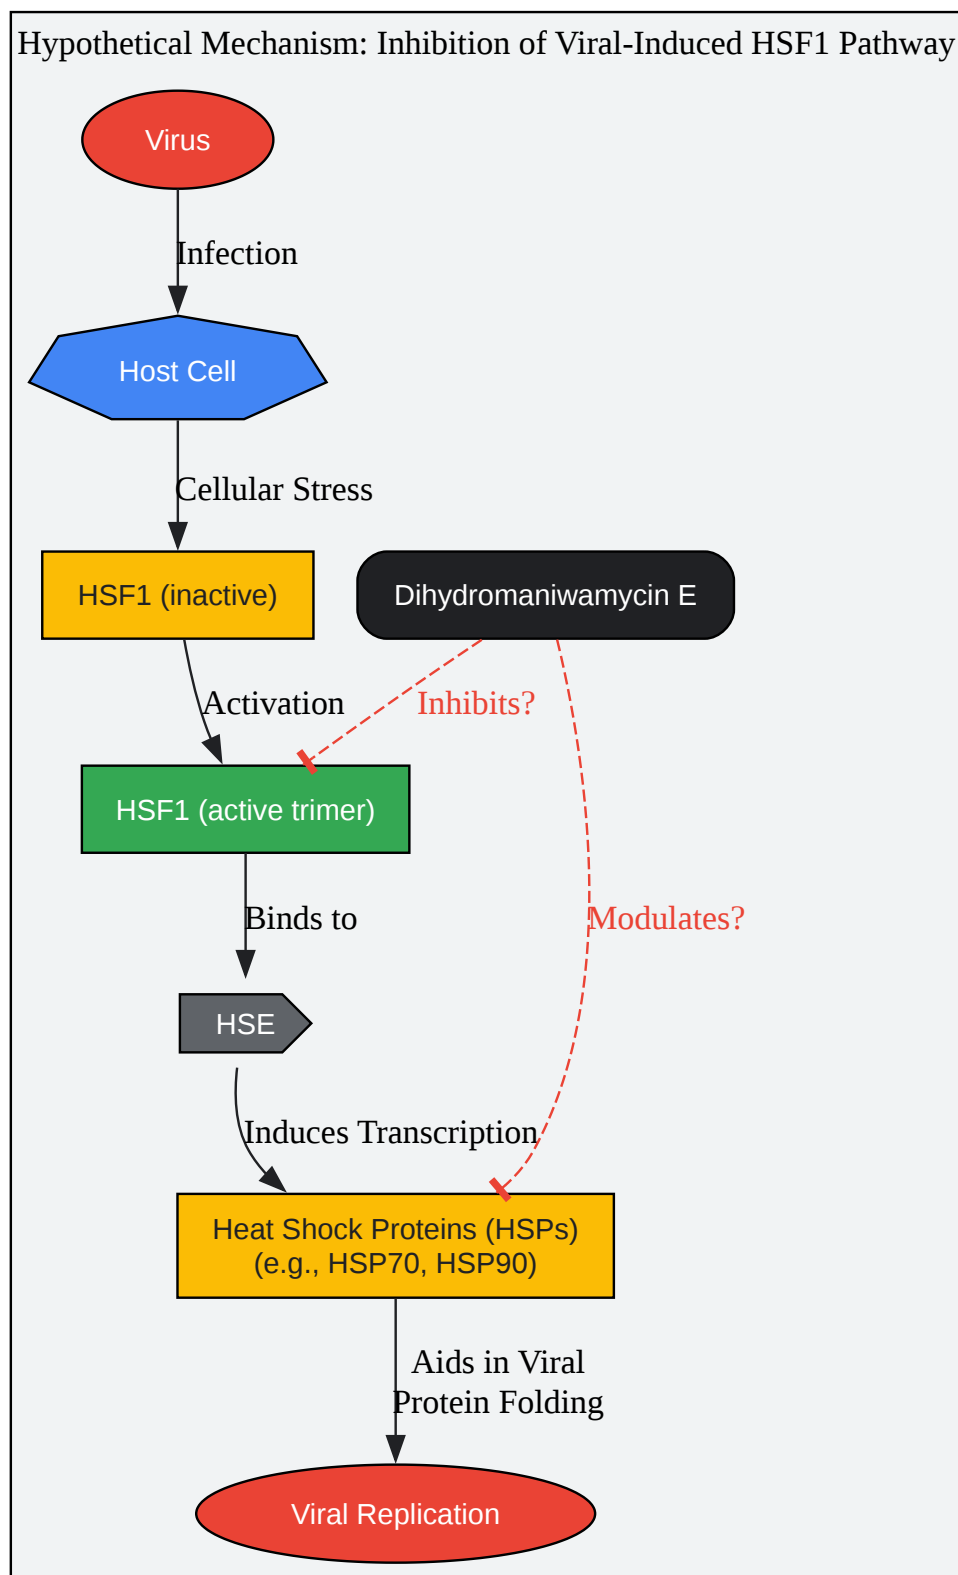 Hypothetical Mechanism: Inhibition of Viral-Induced HSF1 Pathway
Virus
Infection
Host Cell
Cellular Stress
HSF1 (inactive)
Dihydromaniwamycin E
Activation
Inhibits?
HSF1 (active trimer)
Binds to
Modulates?
HSE
Induces Transcription
Heat Shock Proteins (HSPs)
(e.g., HSP70, HSP90)
Aids in Viral
Protein Folding
Viral Replication